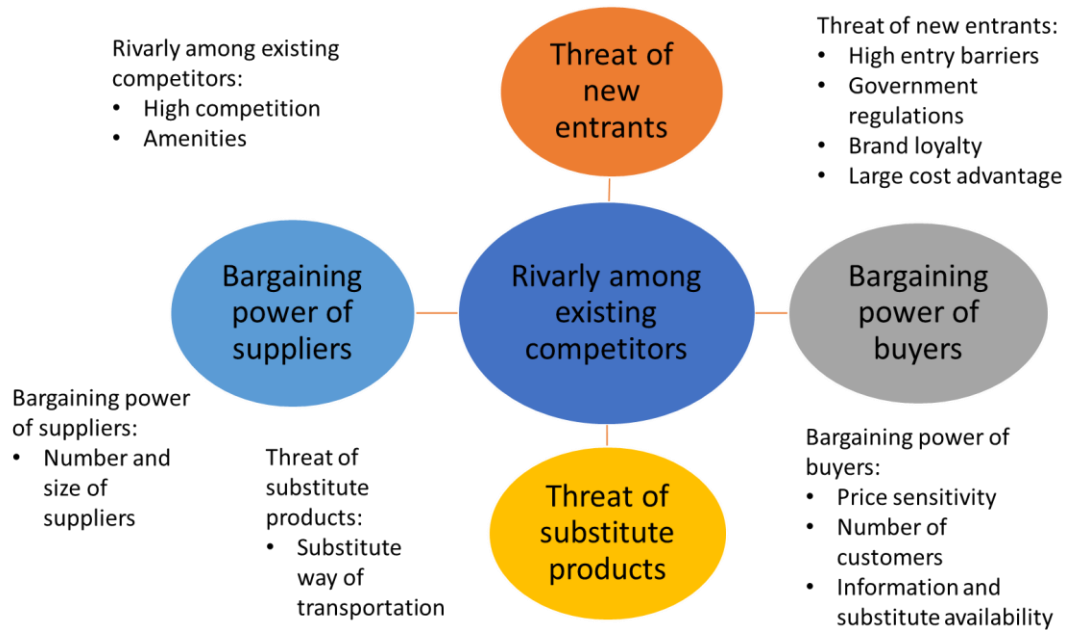 Rivarly among existing
competitors:
• High competition
• Amenities
Threat of
new
entrants
Threat of new entrants:
• High entry barriers
• Government
regulations
• Brand loyalty
• Large cost advantage
Bargaining
power of
suppliers
Rivarly among
existing
competitors
Bargaining
power of
buyers
Bargaining power
of suppliers:
• Number and
size of
suppliers
Threat of
substitute
products:
• Substitute
way of
transportation
Threat of
substitute
products
Bargaining power of
buyers:
• Price sensitivity
• Number of
customers
• Information and
substitute availability